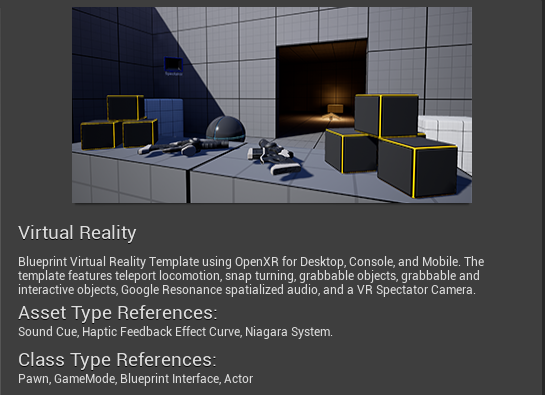 Virtual Reality
Blueprint Virtual Reality Template using OpenXR for Desktop, Console, and Mobile. The
template features teleport locomotion, snap turning, grabbable objects, grabbable and
interactive objects, Google Resonance spatialized audio, and a VR Spectator Camera.
Asset Type References:
Sound Cue, Haptic Feedback Effect Curve, Niagara System.
Class Type References:
Pawn, GameMode, Blueprint Interface, Actor